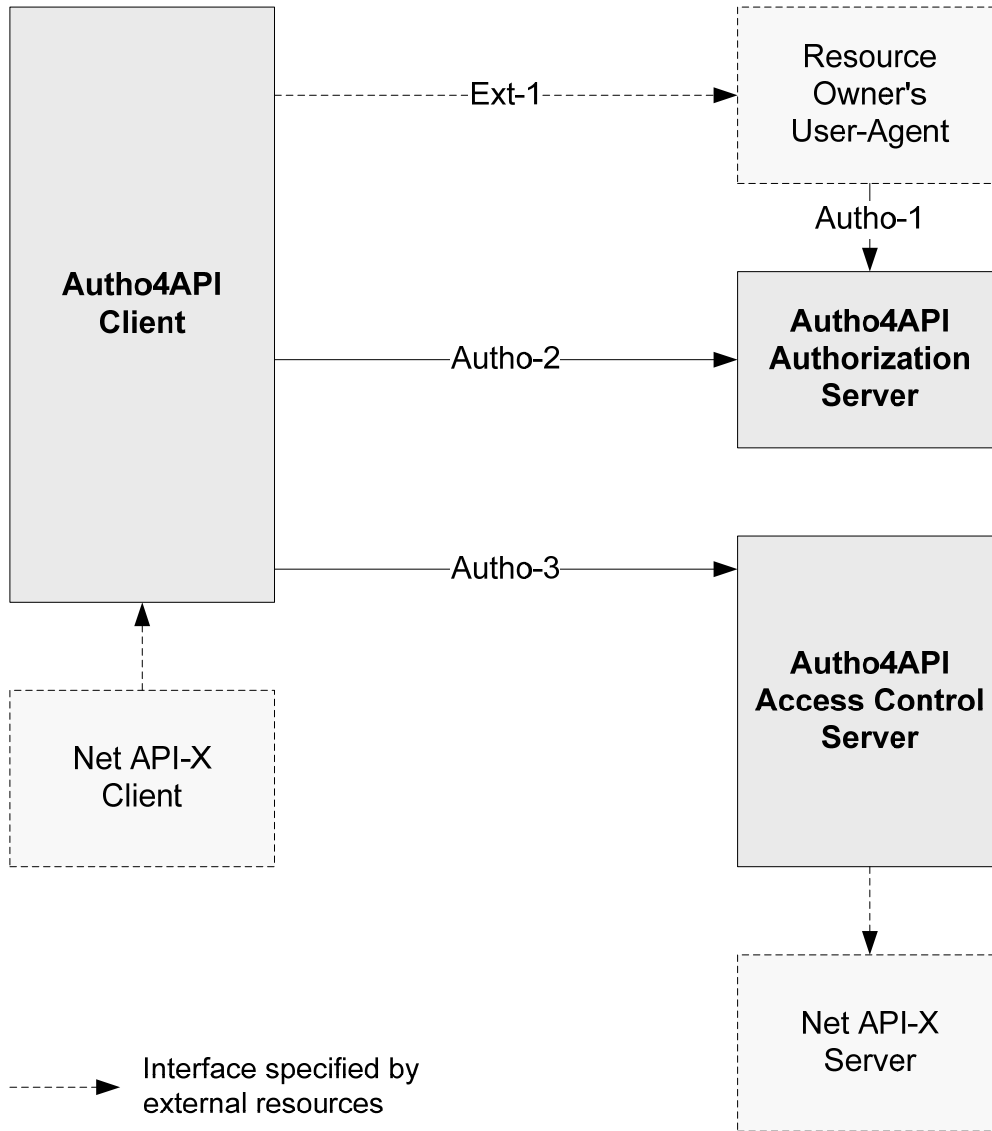 Resource
Owner's
User-Agent
Ext-1
Autho-1
Autho4API
Client
Autho4API
Authorization
Server
Autho-2
Autho-3
Autho4API
Access Control
Server
Net API-X
Client
Net API-X
Server
Interface specified by
external resources